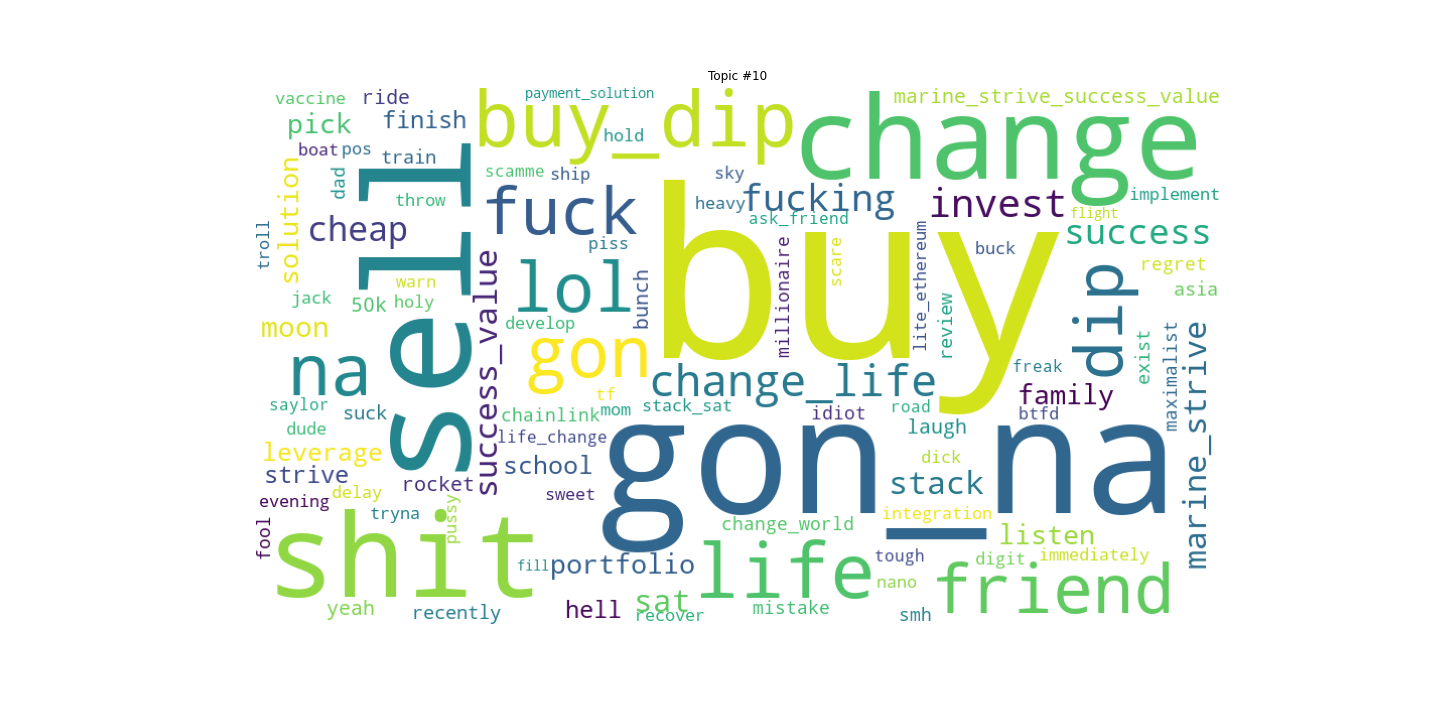 Topic #10
vaccine
ride
buy_dip
payment_solution
change
marine_strive_success_value
pick
finish
hold
boat
pos
train
sell
scamme
ship
sky
fucking
invest
implement
solution
dad
throw
fuck
heavy
ask_friend
flight
success
troll
cheap
piss
buy
buck
regret
warn
success_value
lol
bunch
millionaire
scare
lite_ethereum
review
dip
asia
jack
50k
holy
moon
develop
gon
exist
maximalist
marine_strive
na
change_life
freak
family
tf
saylor
suck
chainlink
mom
stack_sat
idiot
road
btfd
dude
life_change
gon_na
laugh
leverage
strive
rocket
school
dick
stack
evening
delay
sweet
tryna
pussy
fool
shit
change_world
integration
listen
fill
portfolio
life
tough
digit
immediately
nano
friend
yeah
recently
hell
sat
recover
mistake
smh